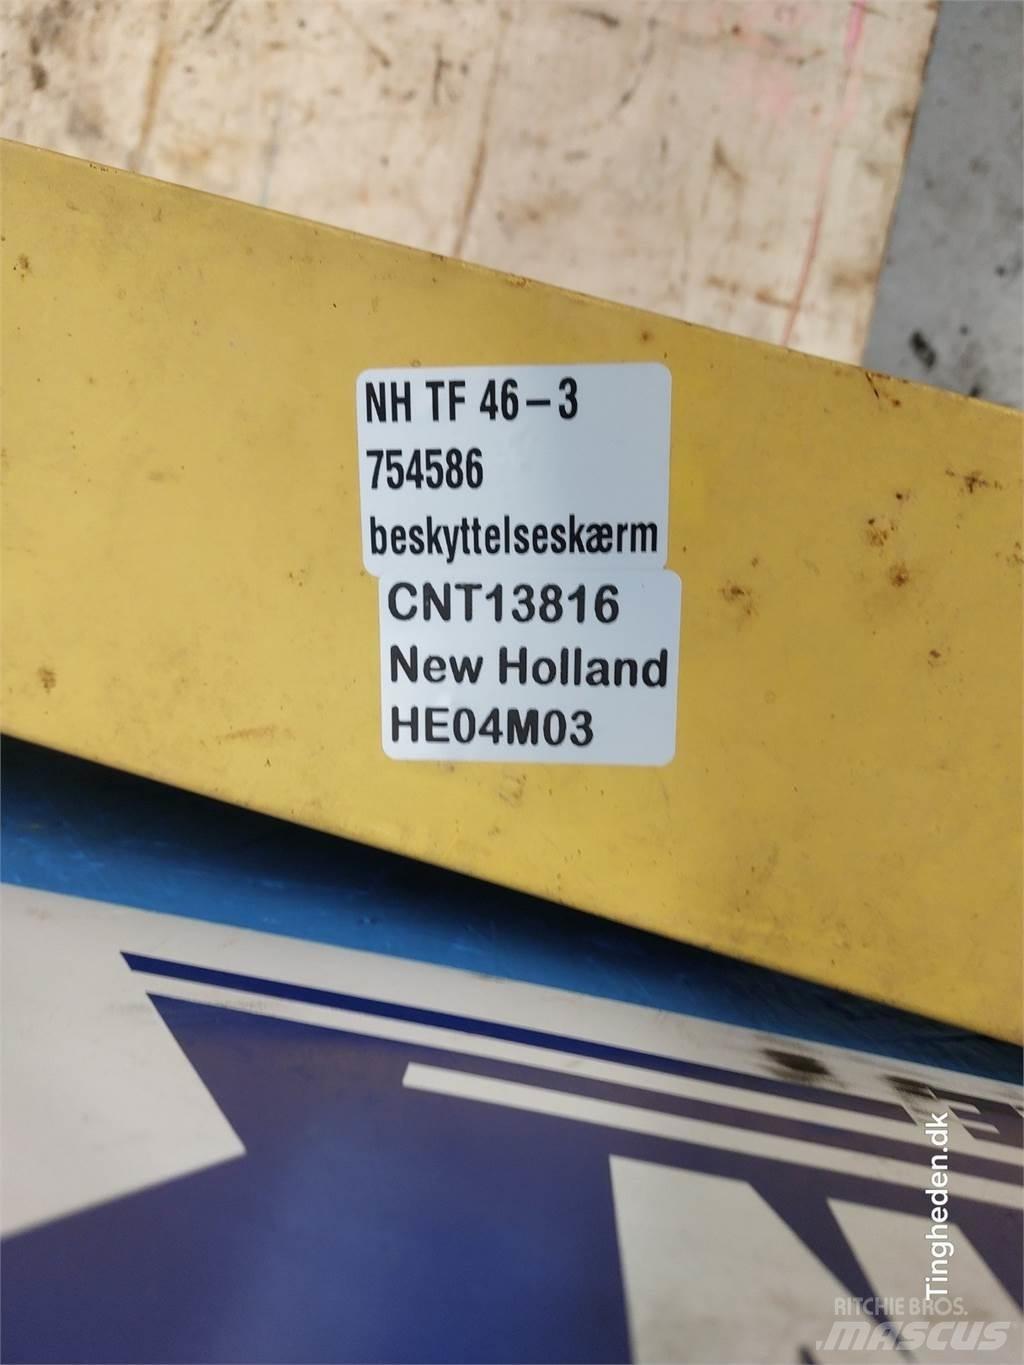 NH TF 46-3
754586
beskyttelseskærm
CNT13816
New Holland
HE04M03
Tingheden.dk
RITCHIE BROS.
MASCUS